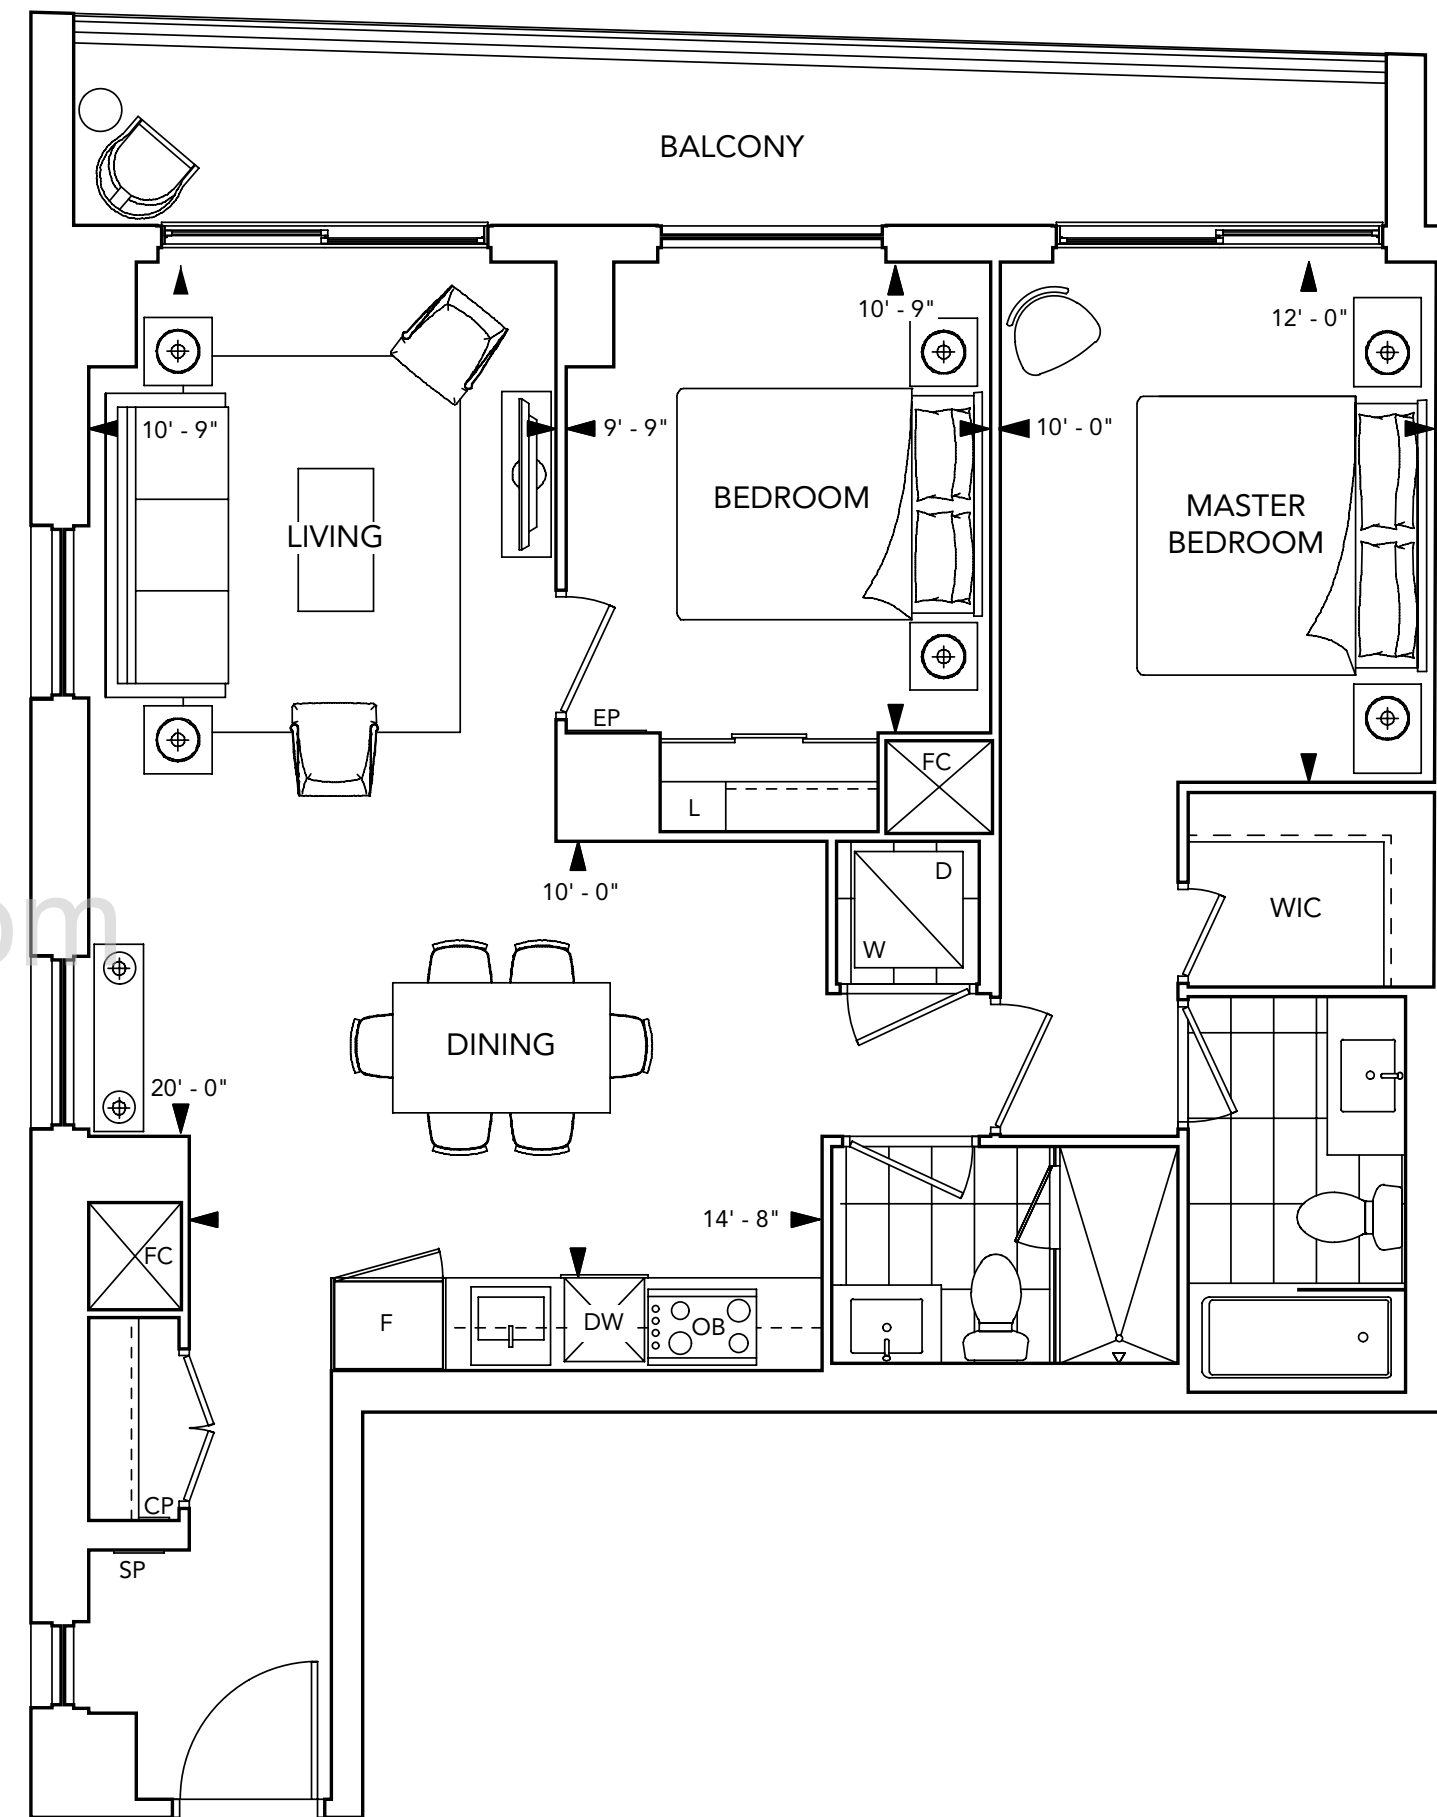 BALCONY
10' - 9"
12' - 0"
10' - 9"
9' - 9"
10' - 0"
BEDROOM
MASTER
BEDROOM
LIVING
EP
FC
L
10' - 0"
D
W
WIC
om
DINING
20' - 0"
14' - 8"
FC
F
DW
OB
CP
SP